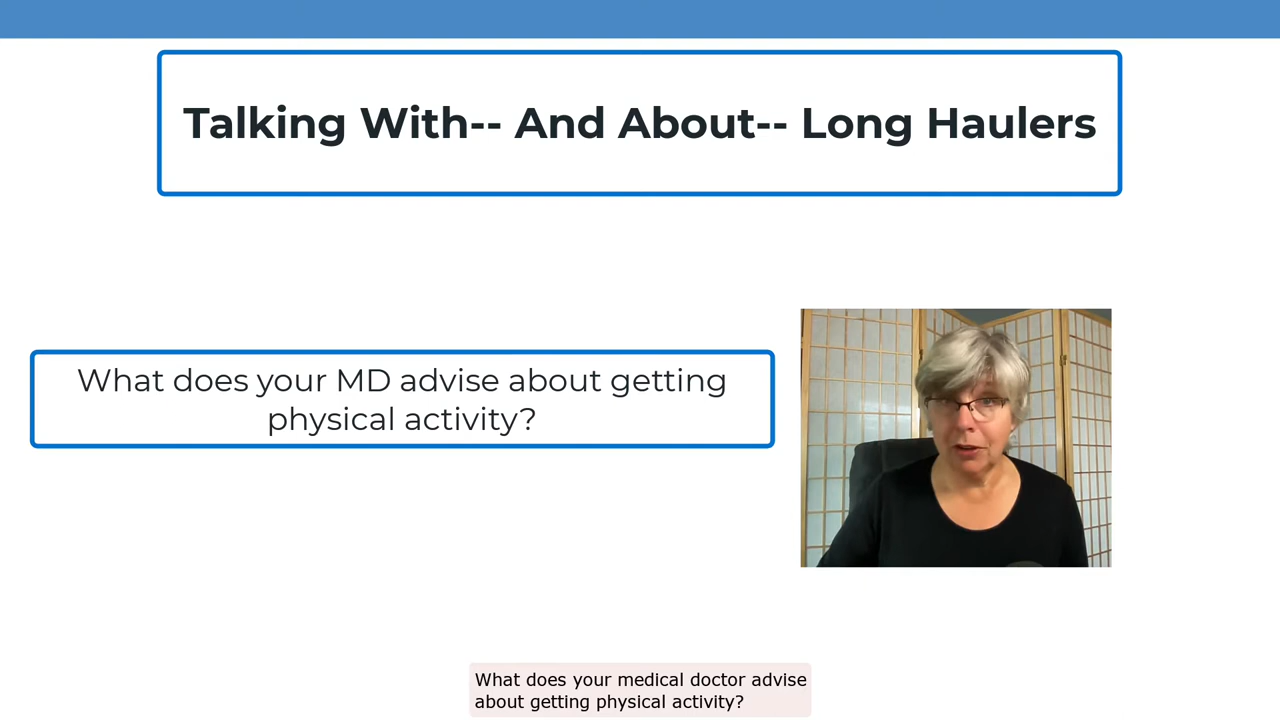 Talking With-- And About-- Long Haulers
What does your MD advise about getting
physical activity?
What does your medical doctor advise
about getting physical activity?